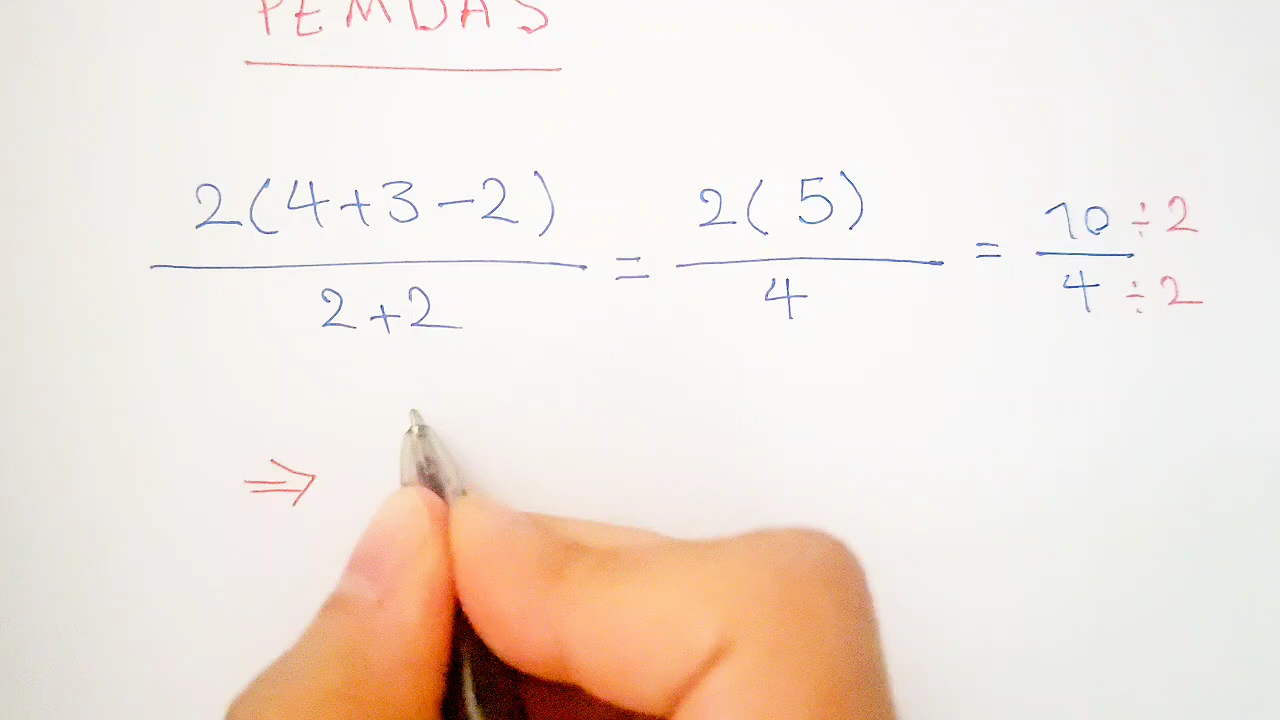 PEMDAS
2(4+3-2)/2+2 = 2(5)/4 = 10÷2/4÷2
⇒